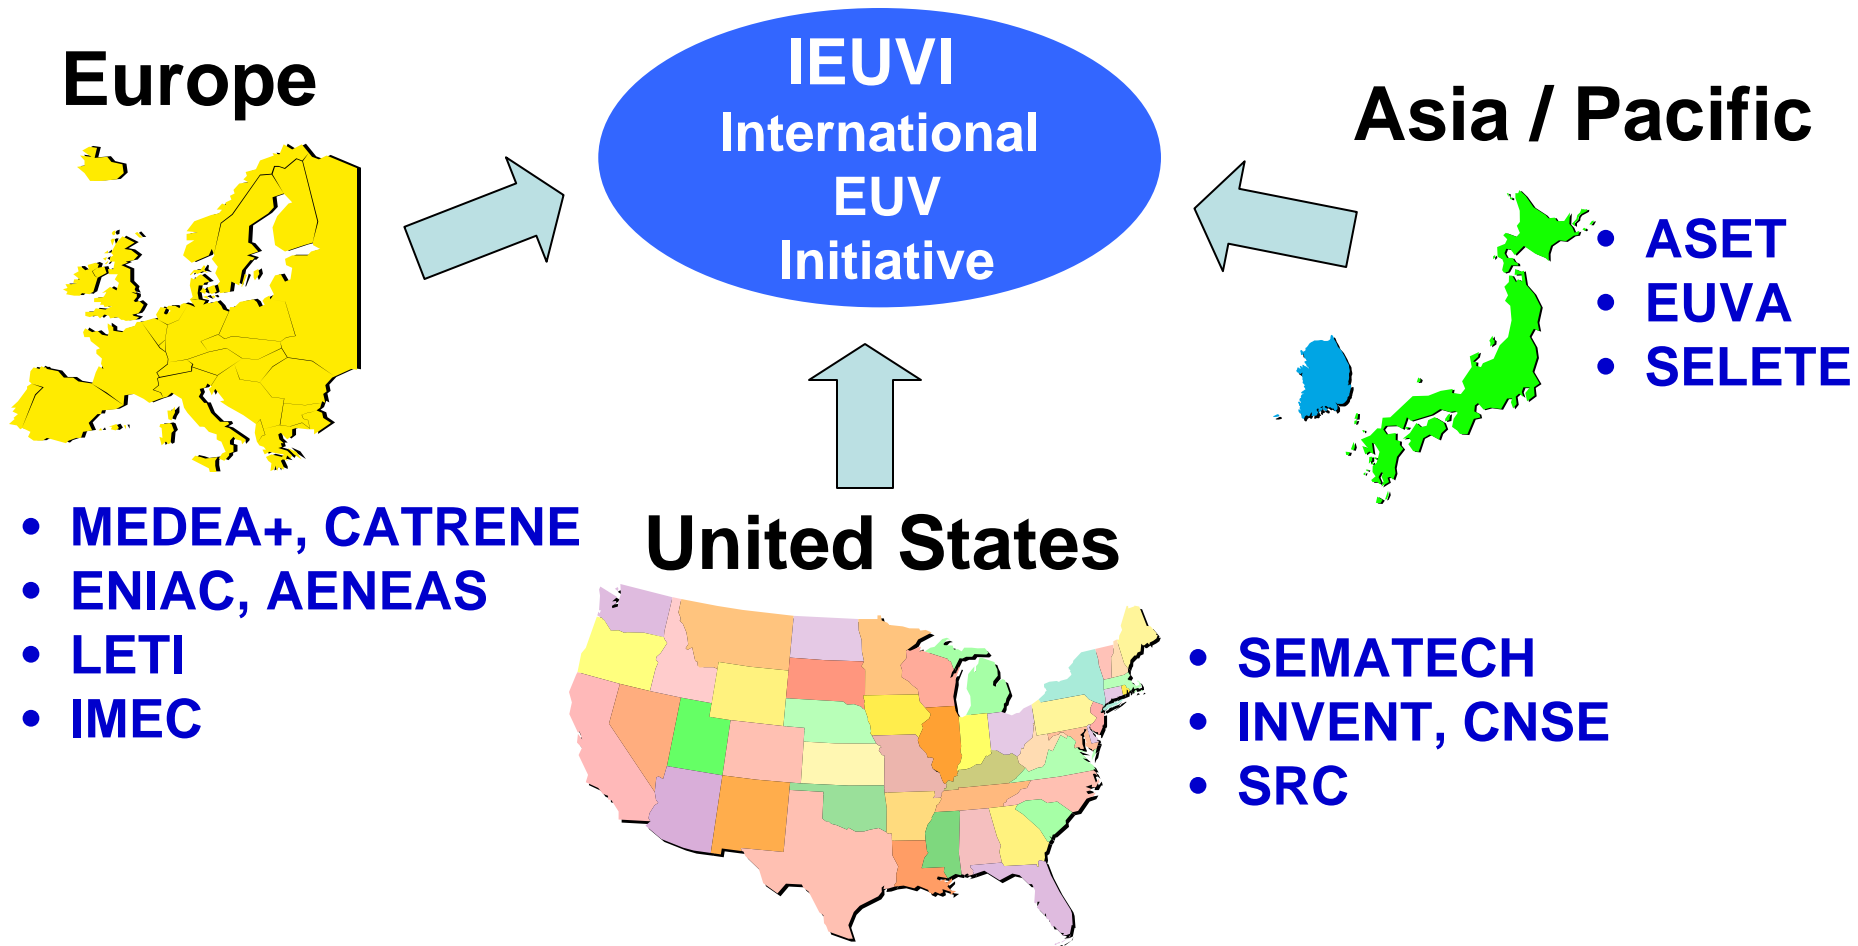 Europe
IEUVI
International
EUV
Initiative
Asia / Pacific
• ASET
• EUVA
• SELETE
• MEDEA+, CATRENE
• ENIAC, AENEAS
• LETI
• IMEC
United States
• SEMATECH
• INVENT, CNSE
• SRC